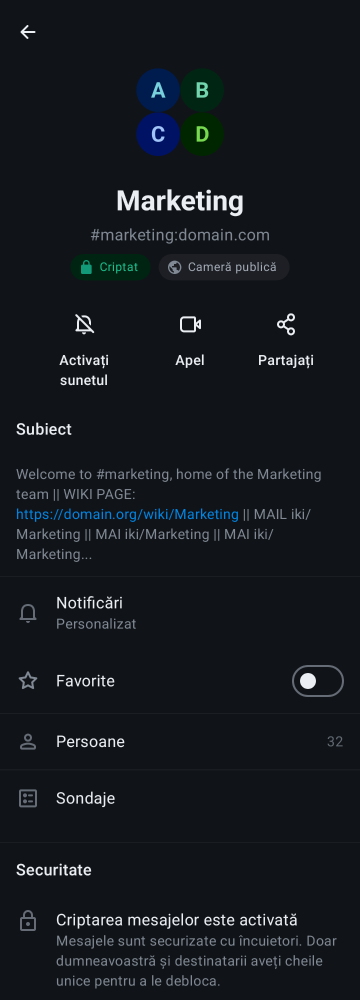 A B
C D
Marketing
#marketing:domain.com
Criptat Cameră publică
Activați Apel Partajați
sunetul
Subiect
Welcome to #marketing, home of the Marketing
team || WIKI PAGE:
https://domain.org/wiki/Marketing || MAIL iki/
Marketing || MAI iki/Marketing || MAI iki/
Marketing...
Notificări
Personalizat
Favorite
Persoane 32
Sondaje
Securitate
Criptarea mesajelor este activată
Mesajele sunt securizate cu încuietori. Doar
dumneavoastră și destinatarii aveți cheile
unice pentru a le debloca.